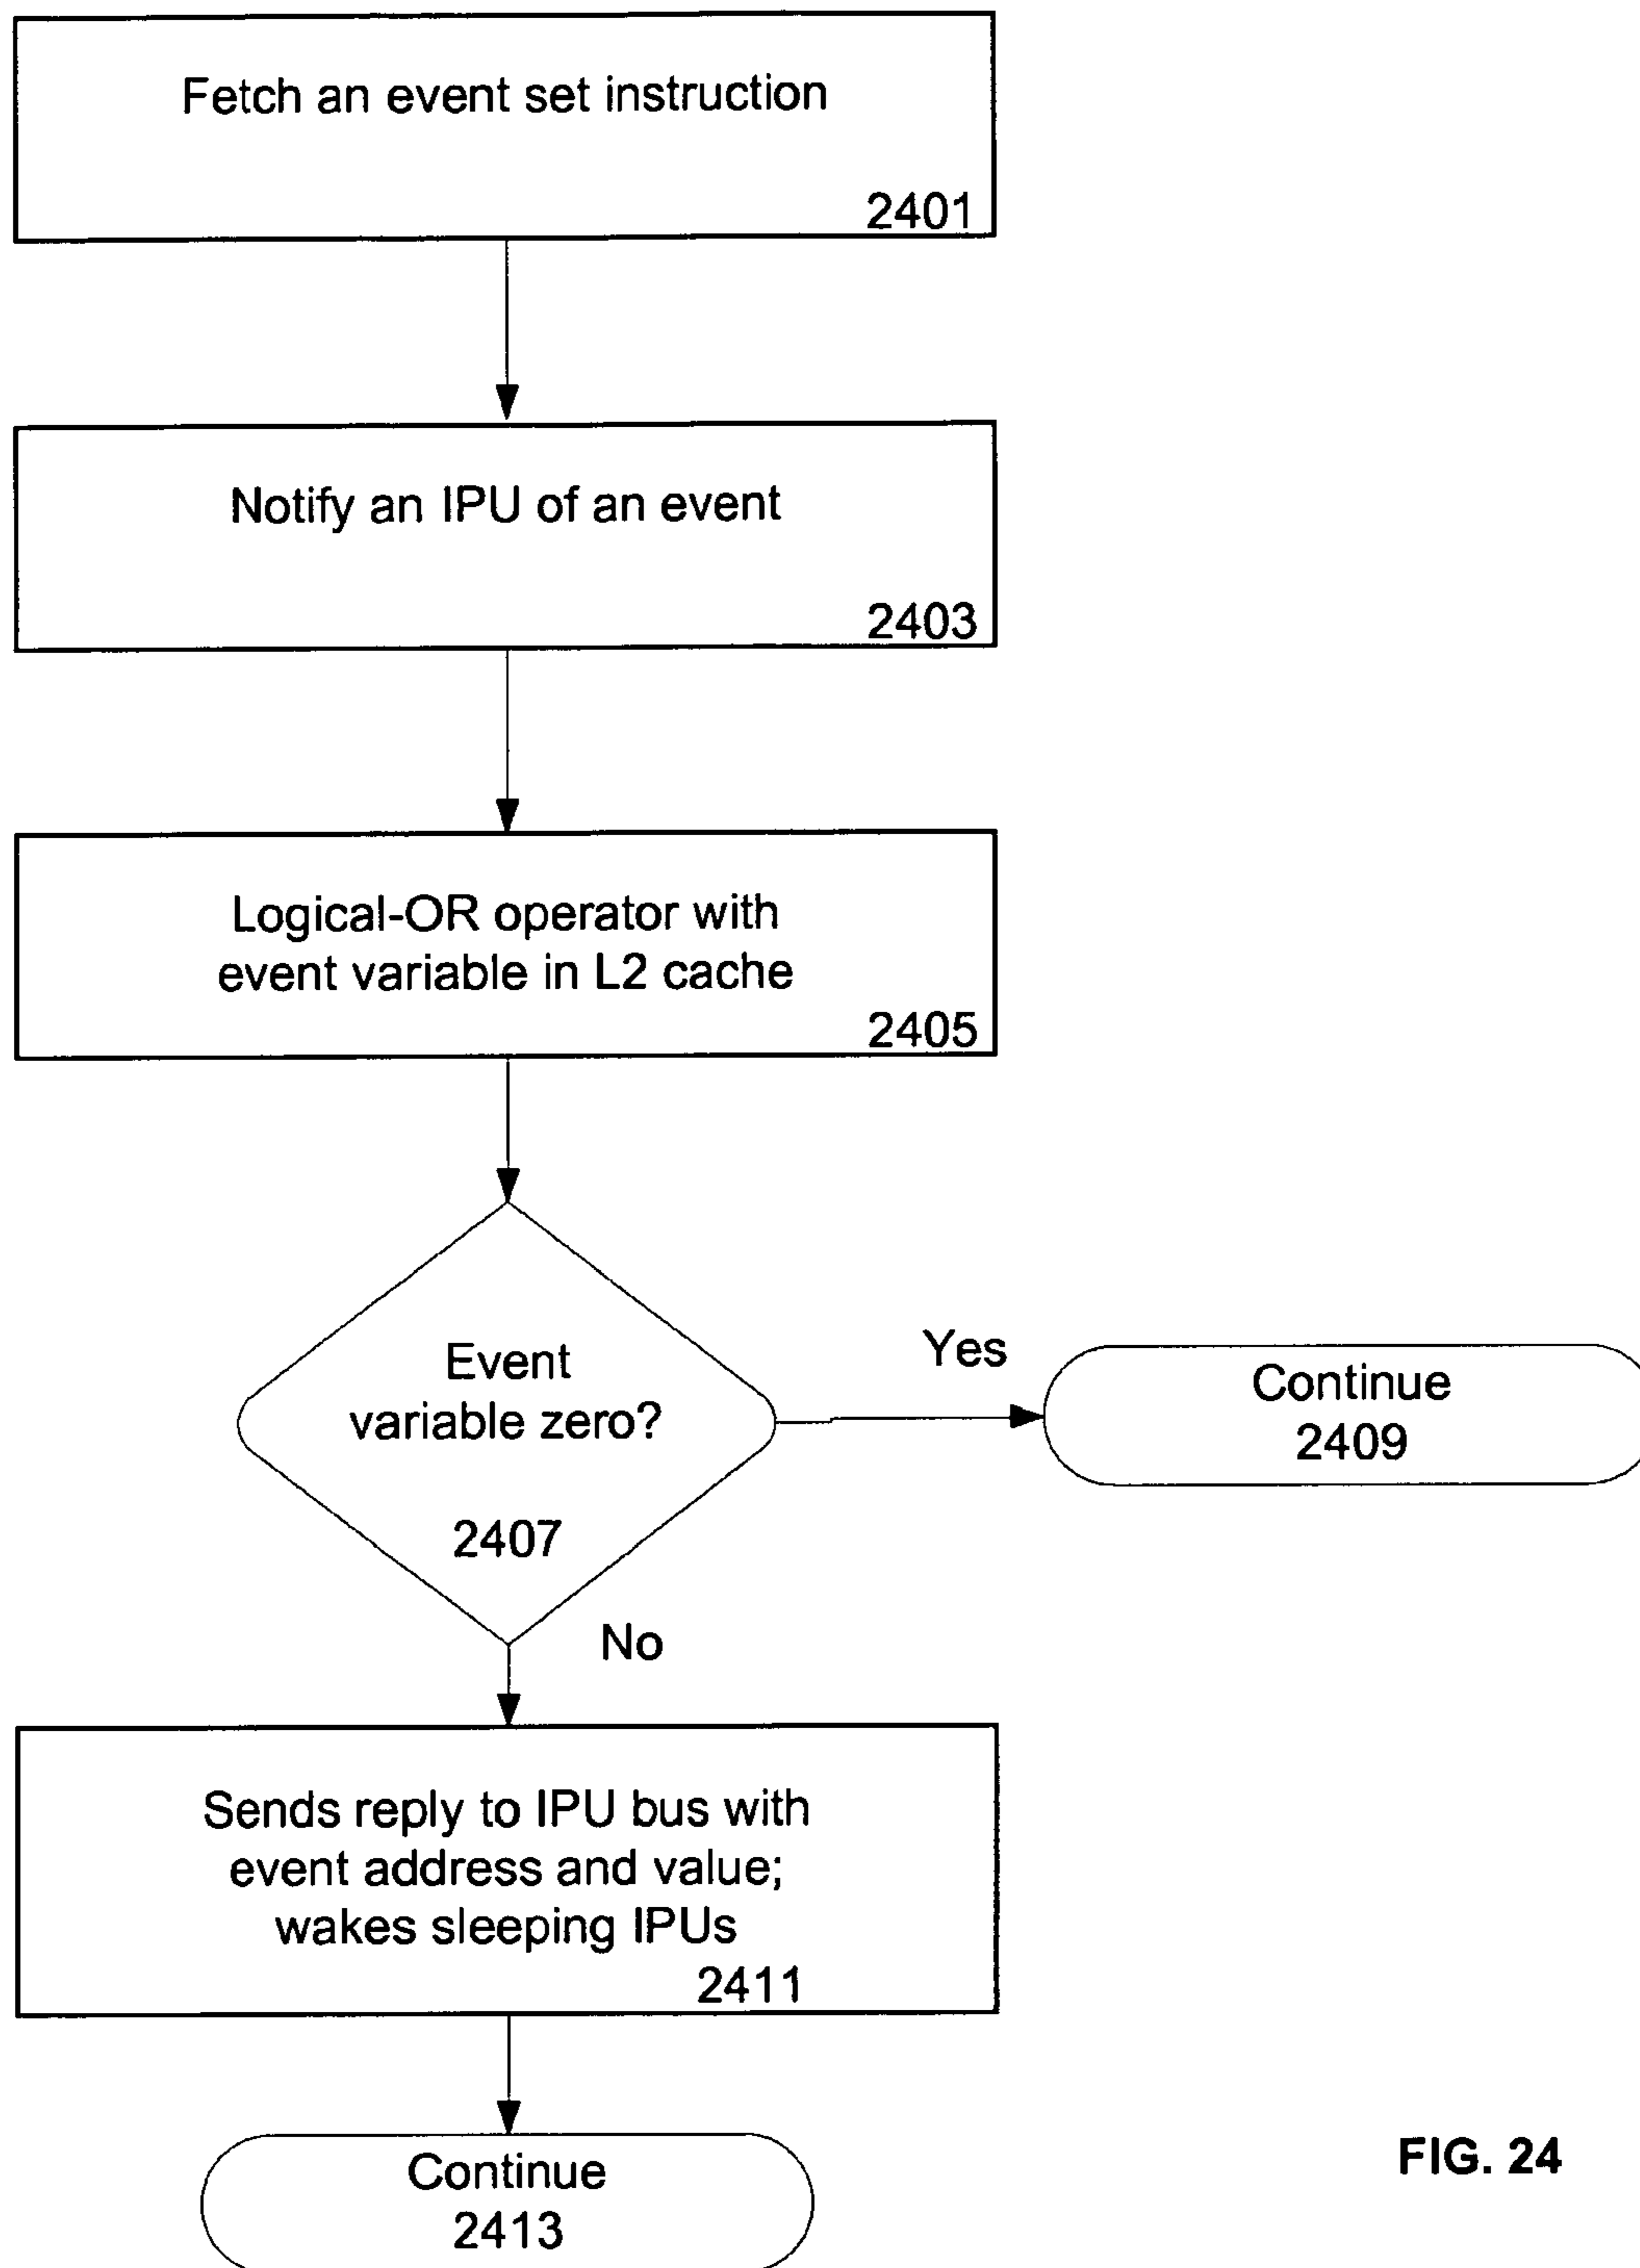 Fetch an event set instruction
2401
Notify an IPU of an event
2403
Logical-OR operator with
event variable in L2 cache
2405
Event
variable zero?
2407
Yes
Continue
2409
No
Sends reply to IPU bus with
event address and value;
wakes sleeping IPUs
2411
Continue
2413
FIG. 24